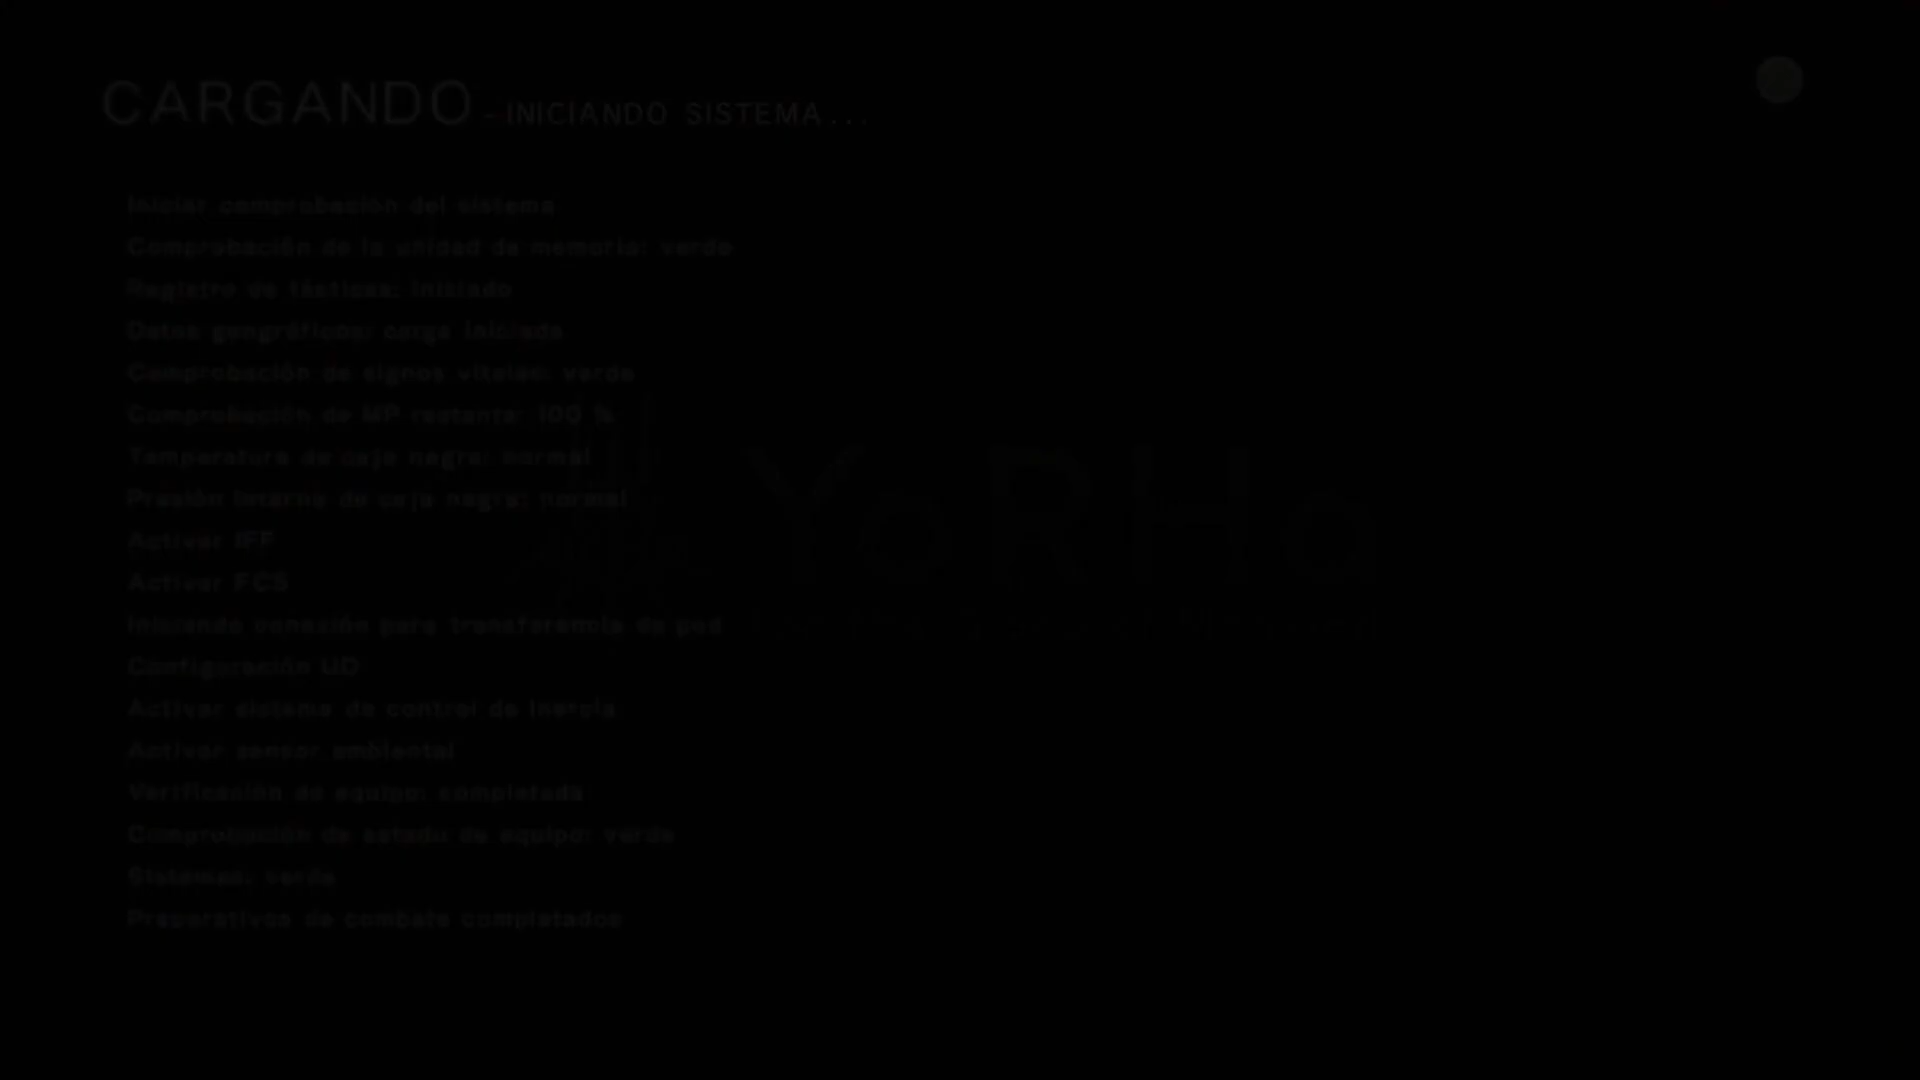 CARGANDO - INICIANDO SISTEMA...
Iniciar comprobación del sistema
Comprobación de la unidad de memoria: verde
Registro de tácticas: iniciado
Datos geográficos: carga iniciada
Comprobación de signos vitales: verde
Comprobación de MP restante: 100 %
Temperatura de caja negra: normal
Presión interna de caja negra: normal
Activar IFF
Activar FCS
Iniciando conexión para transferencia de pod
Configuración UD
Activar sistema de control de inercia
Activar sensor ambiental
Verificación de equipo: completada
Comprobación de estado de equipo: verde
Sistemas: verde
Preparativos de combate completados
YoRHa